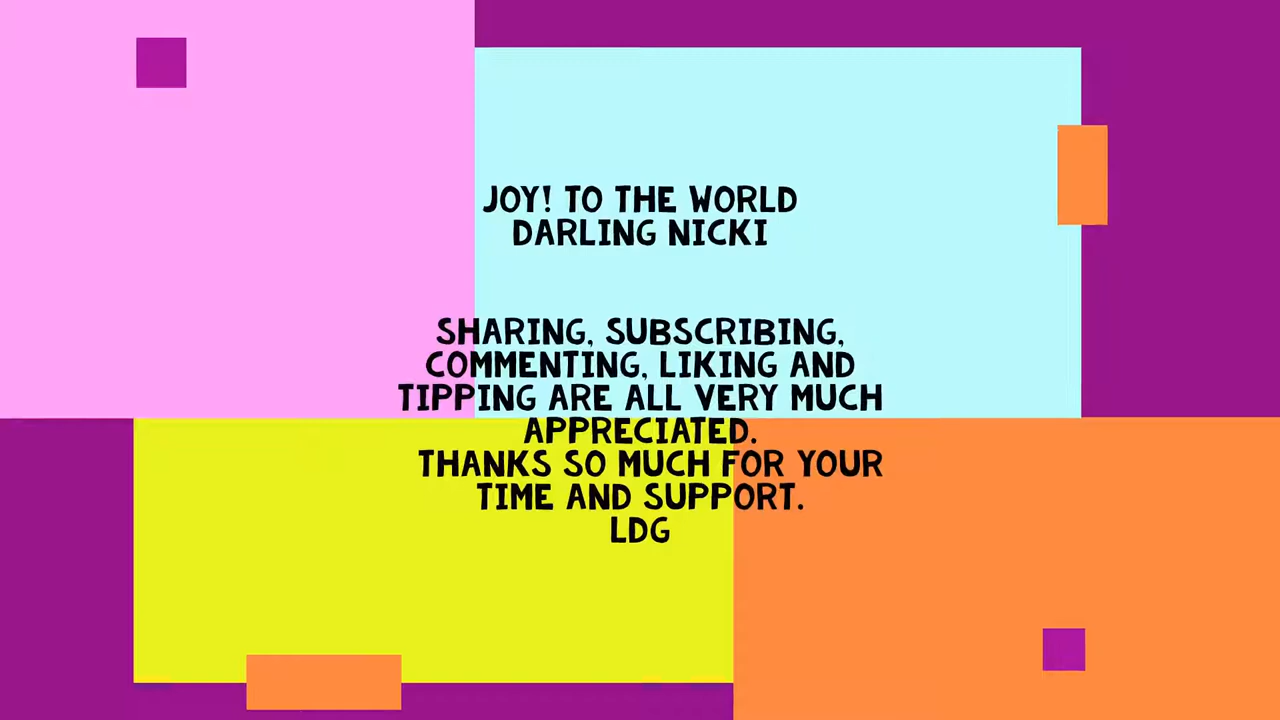 JOY! TO THE WORLD
DARLING NICKI
SHARING, SUBSCRIBING,
COMMENTING, LIKING AND
TIPPING ARE ALL VERY MUCH
APPRECIATED.
THANKS SO MUCH FOR YOUR
TIME AND SUPPORT.
LDG